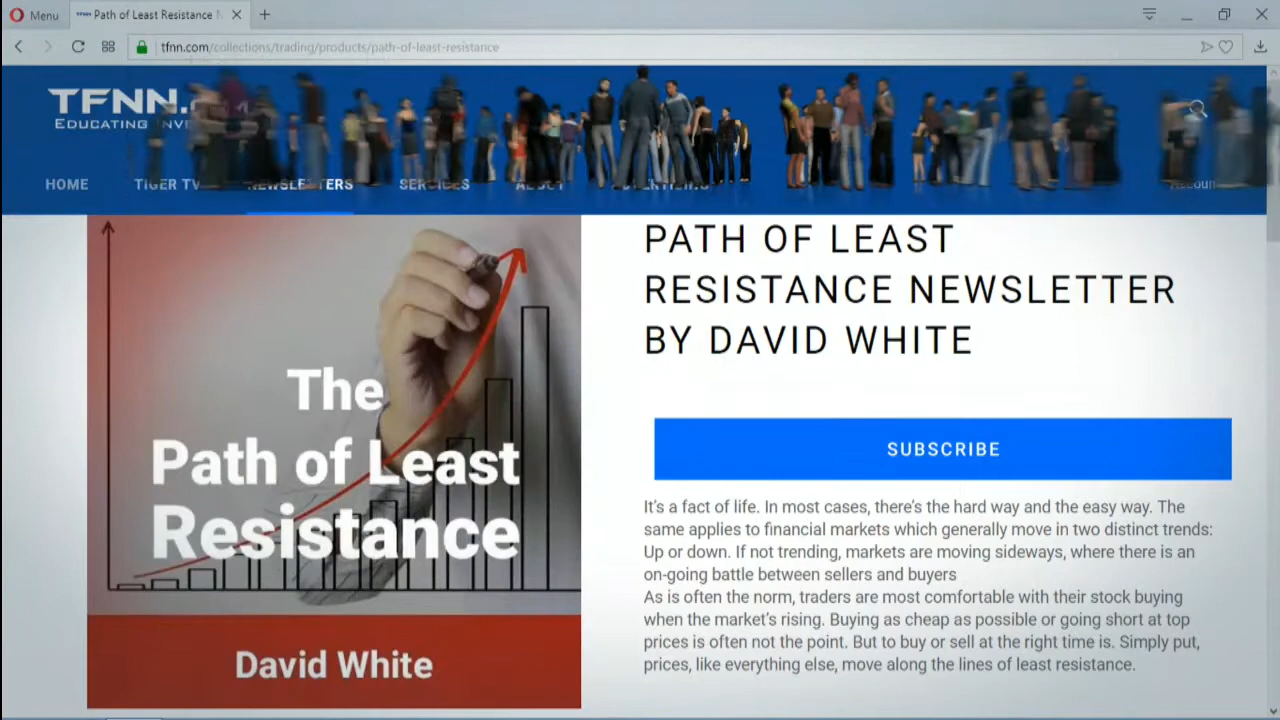 Menu
Path of Least Resistance
tfnn.com/collections/trading/products/path-of-least-resistance
TFNN.
EDUCATING
HOME
TIGER TV
NEWSLETTERS
SERVICES
ABOUT
ADVERTISING
The
Path of Least
Resistance
David White
PATH OF LEAST
RESISTANCE NEWSLETTER
BY DAVID WHITE
SUBSCRIBE
It's a fact of life. In most cases, there's the hard way and the easy way. The
same applies to financial markets which generally move in two distinct trends:
Up or down. If not trending, markets are moving sideways, where there is an
on-going battle between sellers and buyers
As is often the norm, traders are most comfortable with their stock buying
when the market's rising. Buying as cheap as possible or going short at top
prices is often not the point. But to buy or sell at the right time is. Simply put,
prices, like everything else, move along the lines of least resistance.